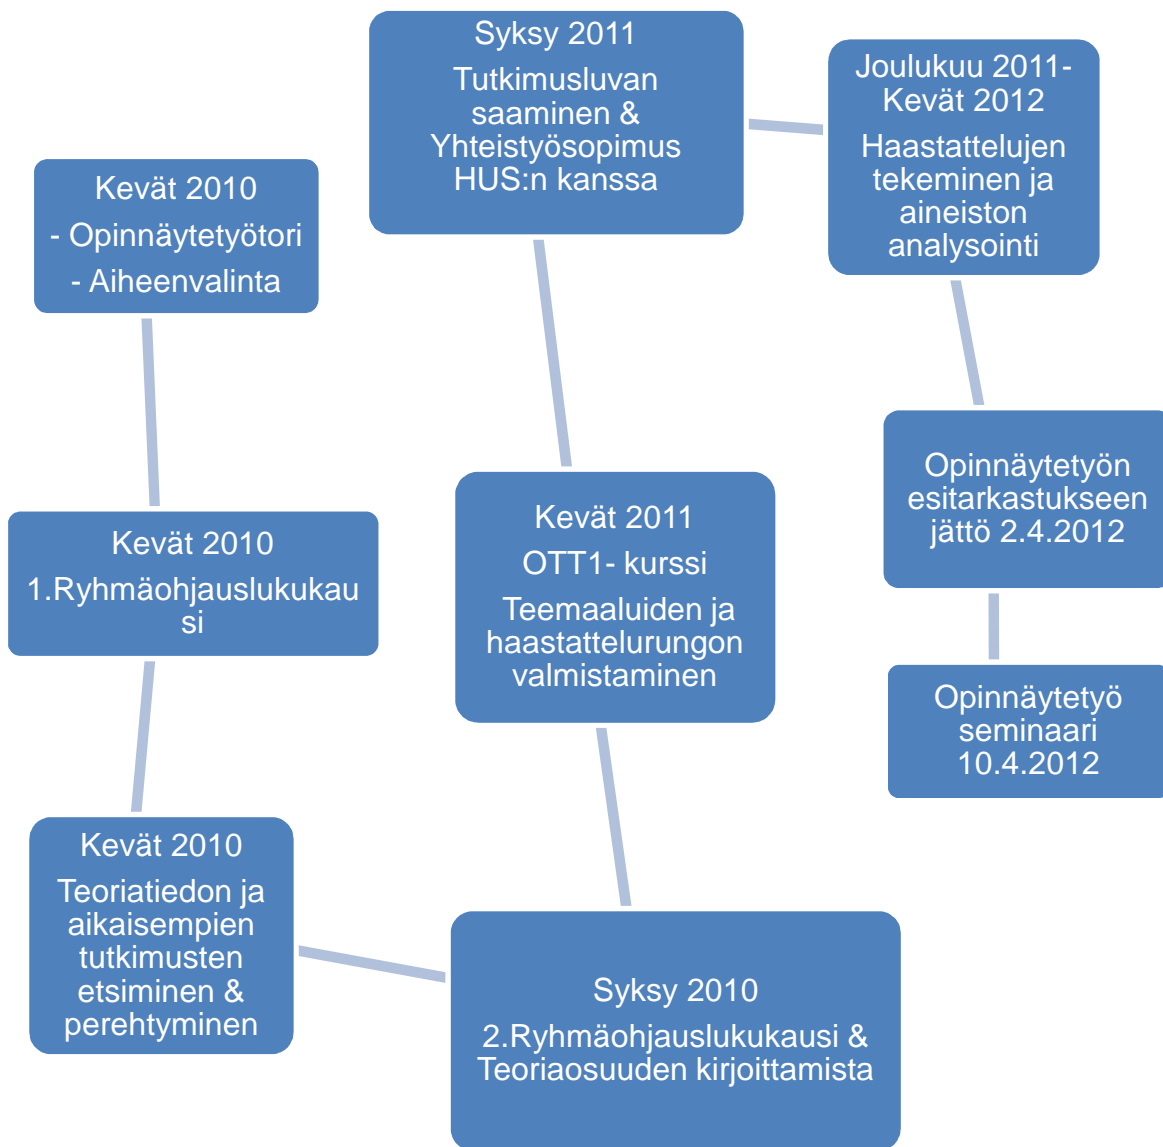 Kevät 2010
- Opinnäytetyötori
- Aiheenvalinta
Kevät 2010
1.Ryhmäohjauslukukau
si
Kevät 2010
Teoriatiedon ja
aikaisempien
tutkimusten
etsiminen &
perehtyminen
Syksy 2010
2.Ryhmäohjauslukukausi &
Teoriaosuuden kirjoittamista
Kevät 2011
OTT1- kurssi
Teemaaluiden ja
haastattelurungon
valmistaminen
Syksy 2011
Tutkimusluvan
saaminen &
Yhteistyösopimus
HUS:n kanssa
Joulukuu 2011-
Kevät 2012
Haastattelujen
tekeminen ja
aineiston
analysointi
Opinnäytetyön
esitarkastukseen
jättö 2.4.2012
Opinnäytetyö
seminaari
10.4.2012